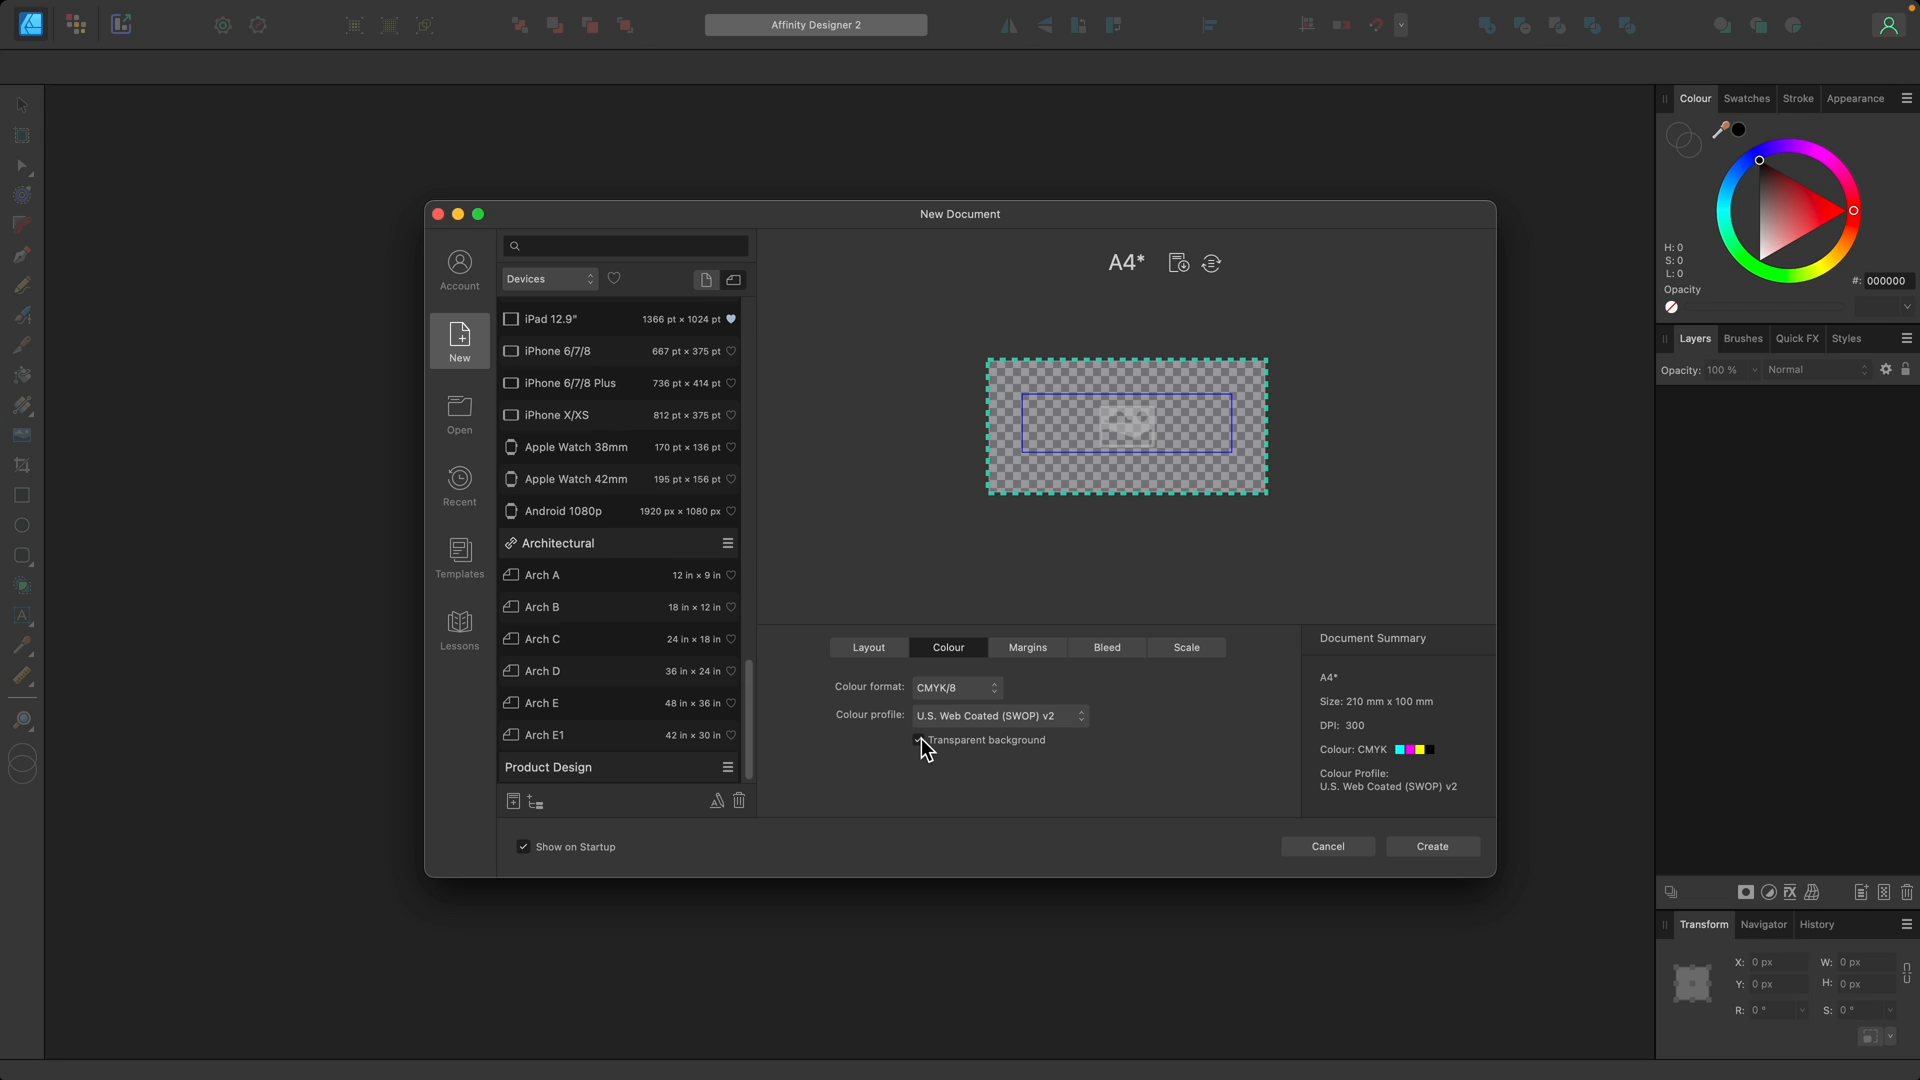 Affinity Designer 2
Colour Swatches Stroke Appearance
H: 0
S: 0
L: 0
#: 000000
Opacity
Layers Brushes Quick FX Styles
Opacity: 100 % Normal
New Document
Account
New
Open
Recent
Templates
Lessons
Devices
iPad 12.9" 1366 pt × 1024 pt
iPhone 6/7/8 667 pt × 375 pt
iPhone 6/7/8 Plus 736 pt × 414 pt
iPhone X/XS 812 pt × 375 pt
Apple Watch 38mm 170 pt × 136 pt
Apple Watch 42mm 195 pt × 156 pt
Android 1080p 1920 px × 1080 px
Architectural
Arch A 12 in × 9 in
Arch B 18 in × 12 in
Arch C 24 in × 18 in
Arch D 36 in × 24 in
Arch E 48 in × 36 in
Arch E1 42 in × 30 in
Product Design
Show on Startup
A4*
Layout Colour Margins Bleed Scale
Colour format: CMYK/8
Colour profile: U.S. Web Coated (SWOP) v2
Transparent background
Document Summary
A4*
Size: 210 mm x 100 mm
DPI: 300
Colour: CMYK
Colour Profile:
U.S. Web Coated (SWOP) v2
Cancel Create
FX
Transform Navigator History
X: 0 px W: 0 px
Y: 0 px H: 0 px
R: 0 ° S: 0 °